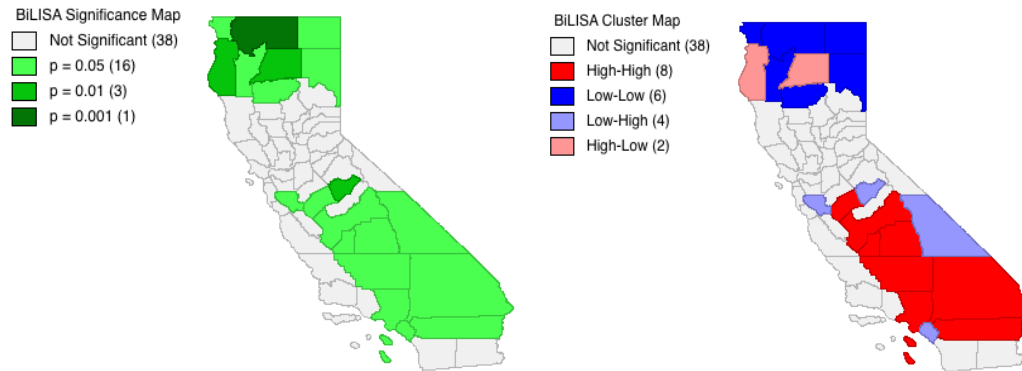 BiLISA Significance Map
Not Significant (38)
p = 0.05 (16)
p = 0.01 (3)
p = 0.001 (1)
BiLISA Cluster Map
Not Significant (38)
High-High (8)
Low-Low (6)
Low-High (4)
High-Low (2)